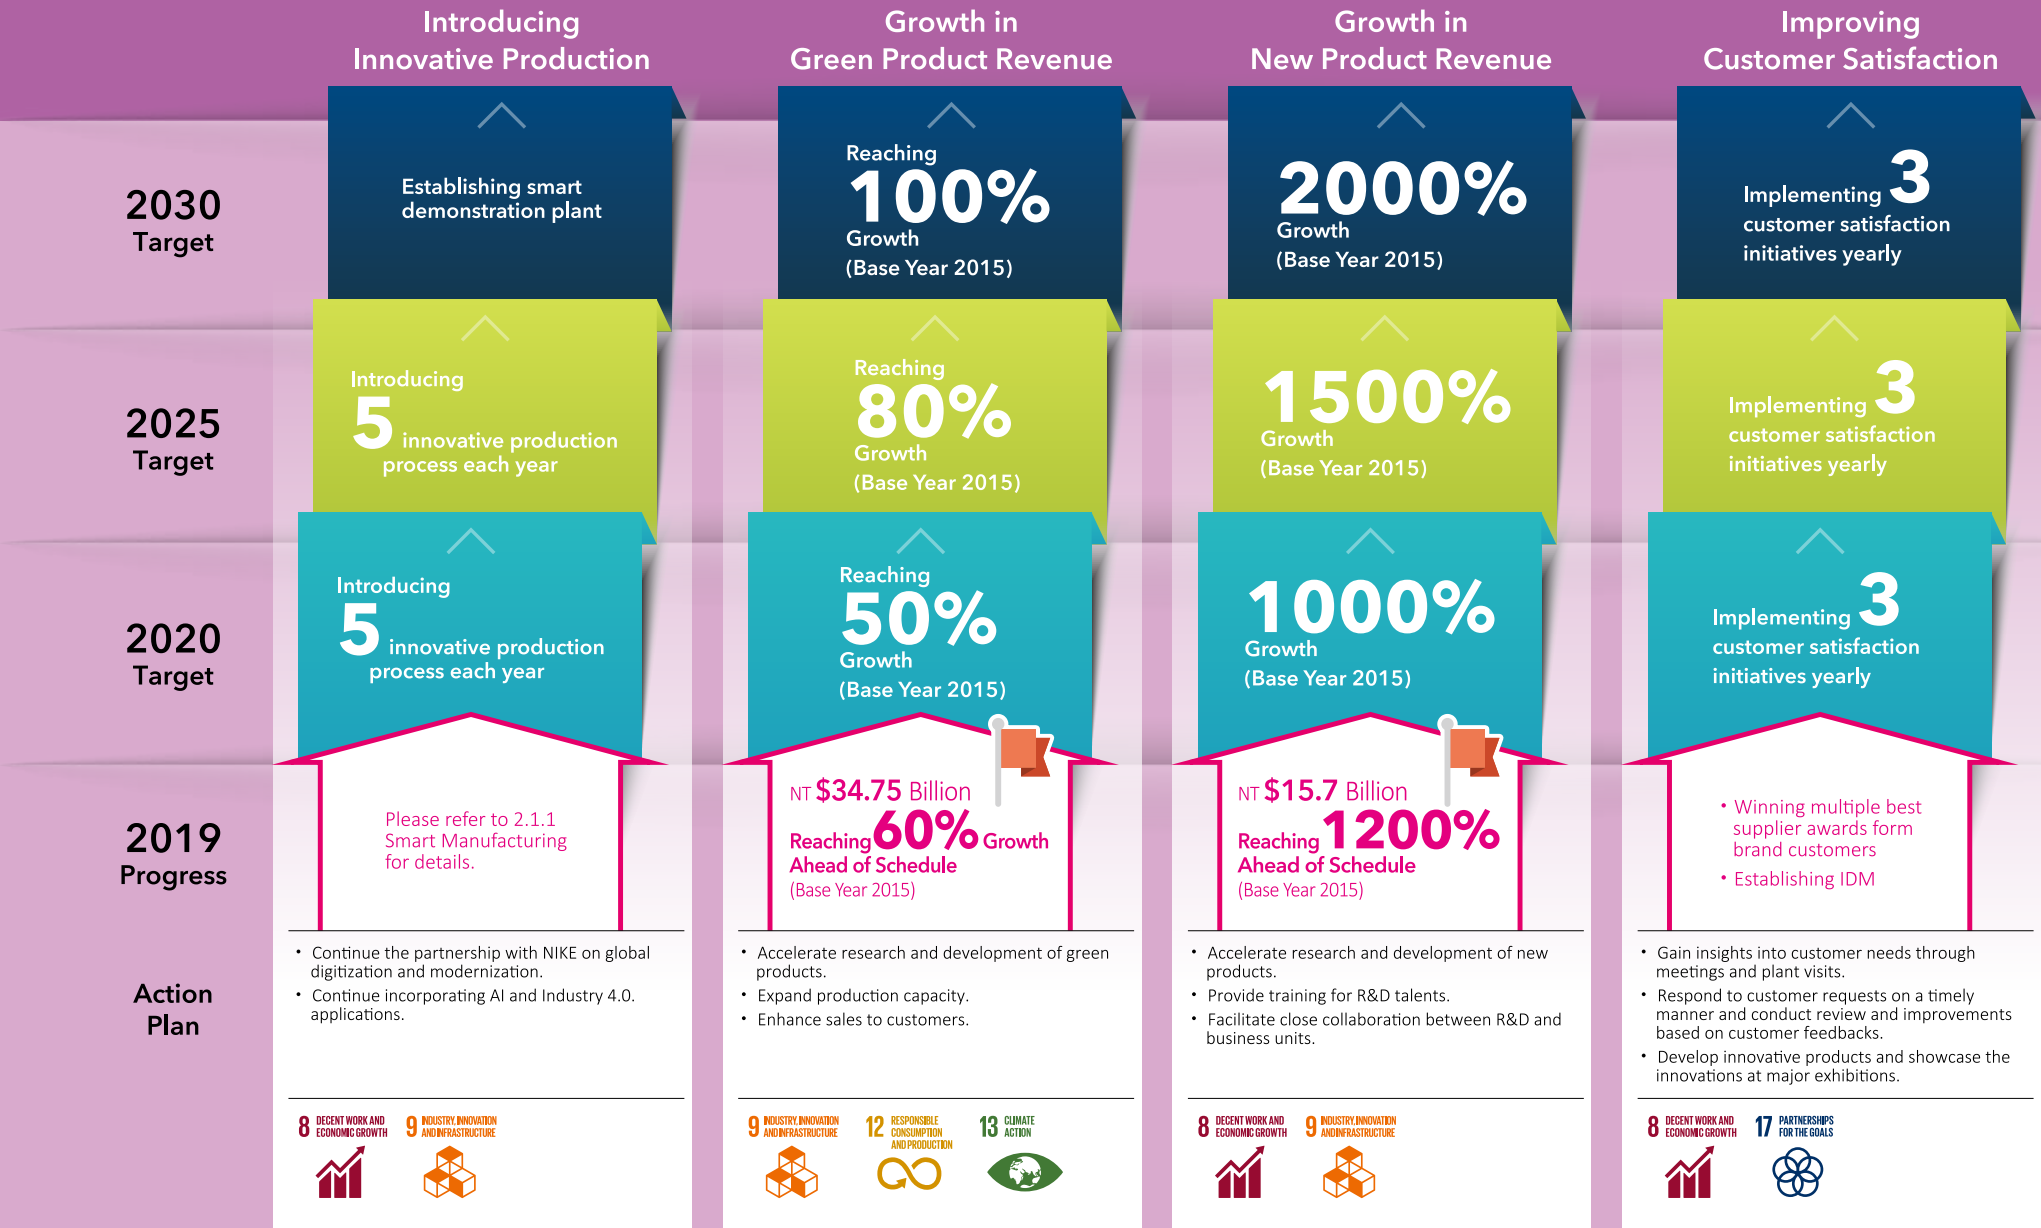 Introducing
Innovative Production
Growth in
Green Product Revenue
Growth in
New Product Revenue
Improving
Customer Satisfaction
2030
Target
Establishing smart
demonstration plant
Reaching
100%
Growth
(Base Year 2015)
2000%
Growth
(Base Year 2015)
Implementing 3
customer satisfaction
initiatives yearly
2025
Target
Introducing
5 innovative production
process each year
Reaching
80%
Growth
(Base Year 2015)
1500%
Growth
(Base Year 2015)
Implementing 3
customer satisfaction
initiatives yearly
2020
Target
Introducing
5 innovative production
process each year
Reaching
50%
Growth
(Base Year 2015)
1000%
Growth
(Base Year 2015)
Implementing 3
customer satisfaction
initiatives yearly
2019
Progress
Please refer to 2.1.1
Smart Manufacturing
for details.
NT $34.75 Billion
Reaching 60% Growth
Ahead of Schedule
(Base Year 2015)
NT $15.7 Billion
Reaching 1200%
Ahead of Schedule
(Base Year 2015)
• Winning multiple best
supplier awards form
brand customers
• Establishing IDM
Action
Plan
• Continue the partnership with NIKE on global
digitization and modernization.
• Continue incorporating AI and Industry 4.0.
applications.
• Accelerate research and development of green
products.
• Expand production capacity.
• Enhance sales to customers.
• Accelerate research and development of new
products.
• Provide training for R&D talents.
• Facilitate close collaboration between R&D and
business units.
• Gain insights into customer needs through
meetings and plant visits.
• Respond to customer requests on a timely
manner and conduct review and improvements
based on customer feedbacks.
• Develop innovative products and showcase the
innovations at major exhibitions.
8 DECENT WORK AND
ECONOMIC GROWTH
9 INDUSTRY, INNOVATION
AND INFRASTRUCTURE
9 INDUSTRY, INNOVATION
AND INFRASTRUCTURE
12 RESPONSIBLE
CONSUMPTION
AND PRODUCTION
13 CLIMATE
ACTION
8 DECENT WORK AND
ECONOMIC GROWTH
9 INDUSTRY, INNOVATION
AND INFRASTRUCTURE
8 DECENT WORK AND
ECONOMIC GROWTH
17 PARTNERSHIPS
FOR THE GOALS